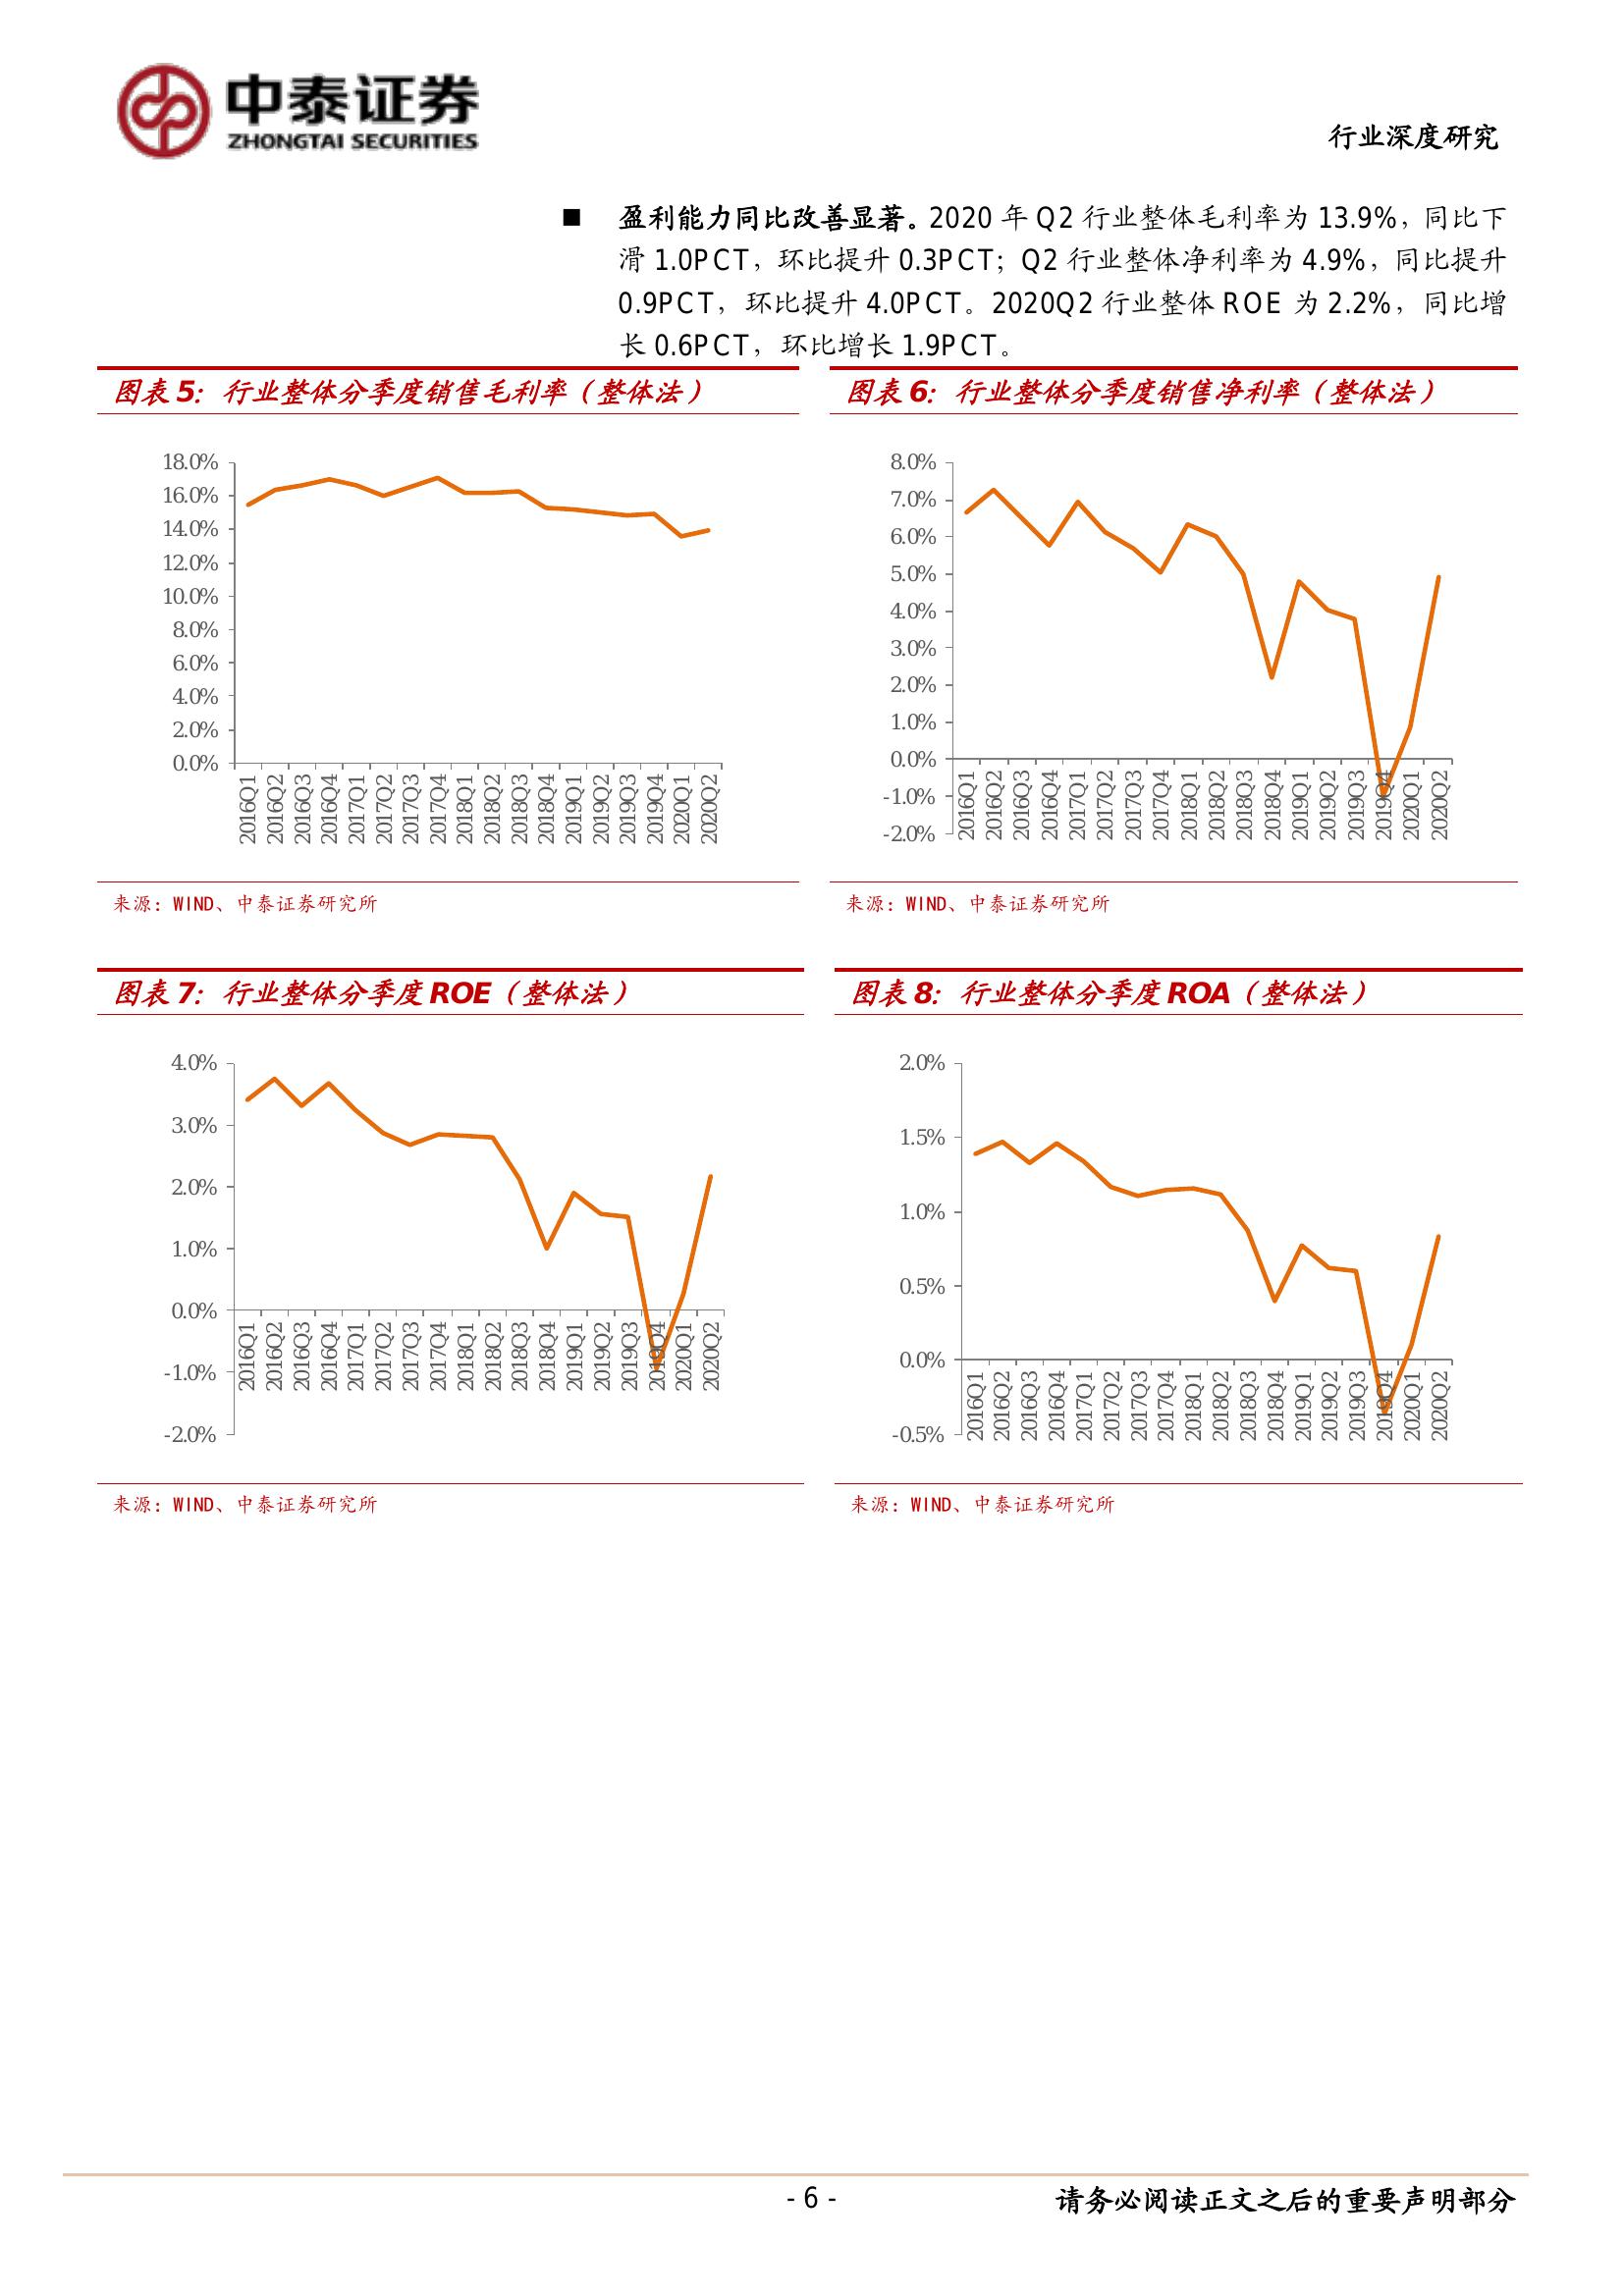 中泰证券
ZHONGTAI SECURITIES
行业深度研究
■ 盈利能力同比改善显著。2020 年 Q2 行业整体毛利率为 13.9%，同比下
滑 1.0PCT，环比提升 0.3PCT；Q2 行业整体净利率为 4.9%，同比提升
0.9PCT，环比提升 4.0PCT。2020Q2 行业整体 ROE 为 2.2%，同比增
长 0.6PCT，环比增长 1.9PCT。
图表 5：行业整体分季度销售毛利率（整体法）
18.0%
16.0%
14.0%
12.0%
10.0%
8.0%
6.0%
4.0%
2.0%
0.0%
2016Q1
2016Q2
2016Q3
2016Q4
2017Q1
2017Q2
2017Q3
2017Q4
2018Q1
2018Q2
2018Q3
2018Q4
2019Q1
2019Q2
2019Q3
2019Q4
2020Q1
2020Q2
来源：WIND、中泰证券研究所
图表 6：行业整体分季度销售净利率（整体法）
8.0%
7.0%
6.0%
5.0%
4.0%
3.0%
2.0%
1.0%
0.0%
-1.0%
-2.0%
2016Q1
2016Q2
2016Q3
2016Q4
2017Q1
2017Q2
2017Q3
2017Q4
2018Q1
2018Q2
2018Q3
2018Q4
2019Q1
2019Q2
2019Q3
2019Q4
2020Q1
2020Q2
来源：WIND、中泰证券研究所
图表 7：行业整体分季度 ROE（整体法）
4.0%
3.0%
2.0%
1.0%
0.0%
-1.0%
-2.0%
2016Q1
2016Q2
2016Q3
2016Q4
2017Q1
2017Q2
2017Q3
2017Q4
2018Q1
2018Q2
2018Q3
2018Q4
2019Q1
2019Q2
2019Q3
2019Q4
2020Q1
2020Q2
来源：WIND、中泰证券研究所
图表 8：行业整体分季度 ROA（整体法）
2.0%
1.5%
1.0%
0.5%
0.0%
-0.5%
2016Q1
2016Q2
2016Q3
2016Q4
2017Q1
2017Q2
2017Q3
2017Q4
2018Q1
2018Q2
2018Q3
2018Q4
2019Q1
2019Q2
2019Q3
2019Q4
2020Q1
2020Q2
来源：WIND、中泰证券研究所
- 6 -
请务必阅读正文之后的重要声明部分